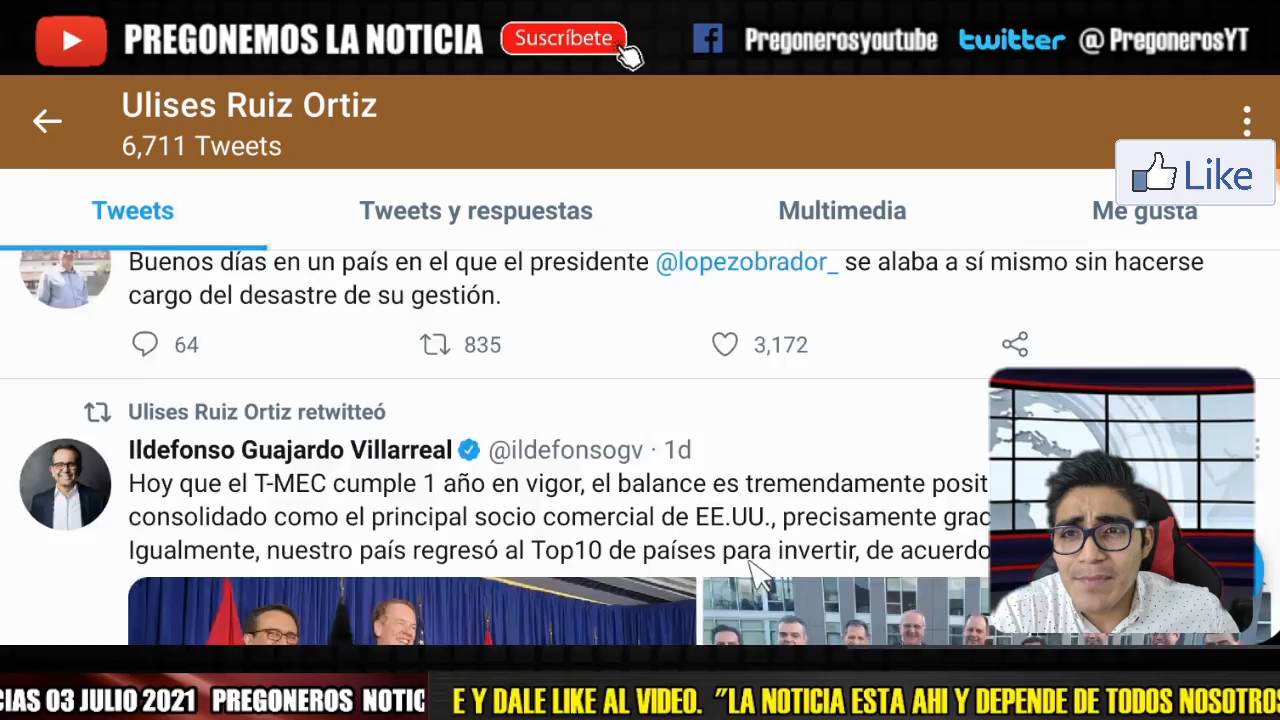 PREGONEMOS LA NOTICIA
Suscríbete
Pregonerosyoutube
twitter @ PregonerosYT
Ulises Ruiz Ortiz
6,711 Tweets
Like
Tweets
Tweets y respuestas
Multimedia
Me gusta
Buenos días en un país en el que el presidente @lopezobrador_ se alaba a sí mismo sin hacerse
cargo del desastre de su gestión.
64
835
3,172
Ulises Ruiz Ortiz retwitteó
Ildefonso Guajardo Villarreal @ildefonsogv · 1d
Hoy que el T-MEC cumple 1 año en vigor, el balance es tremendamente posit
consolidado como el principal socio comercial de EE.UU., precisamente grac
Igualmente, nuestro país regresó al Top10 de países para invertir, de acuerdo
CIAS 03 JULIO 2021 PREGONEROS NOTIC
E Y DALE LIKE AL VIDEO. "LA NOTICIA ESTA AHI Y DEPENDE DE TODOS NOSOTROS